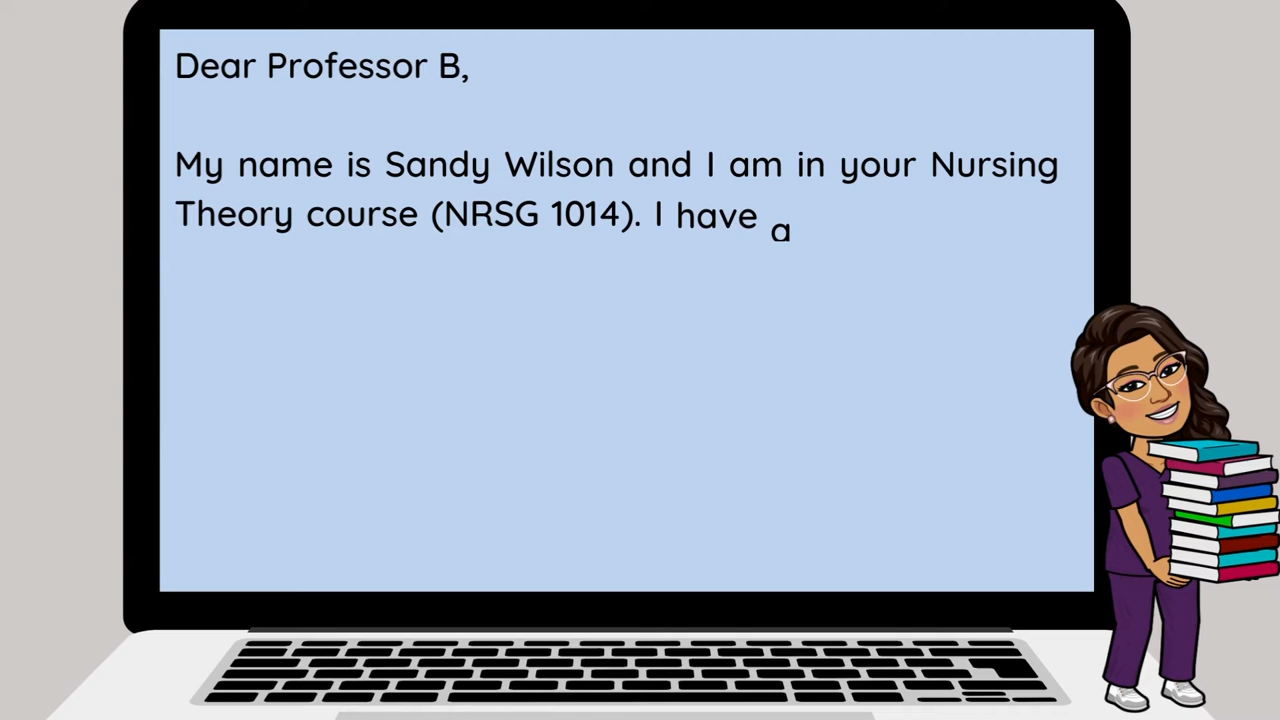 Dear Professor B,
My name is Sandy Wilson and I am in your Nursing
Theory course (NRSG 1014). I have a